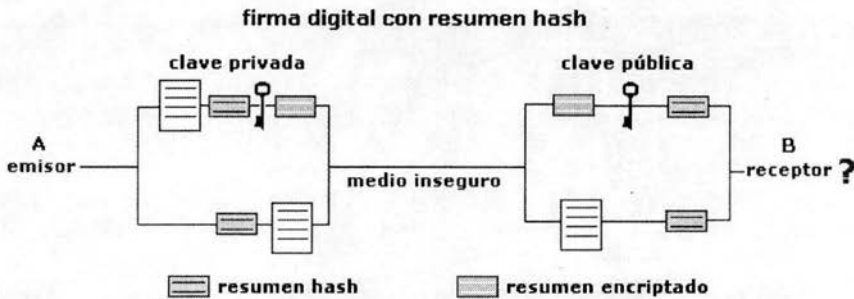 firma digital con resumen hash
clave privada
clave pública
A
emisor
medio inseguro
B
receptor ?
resumen hash
resumen encriptado